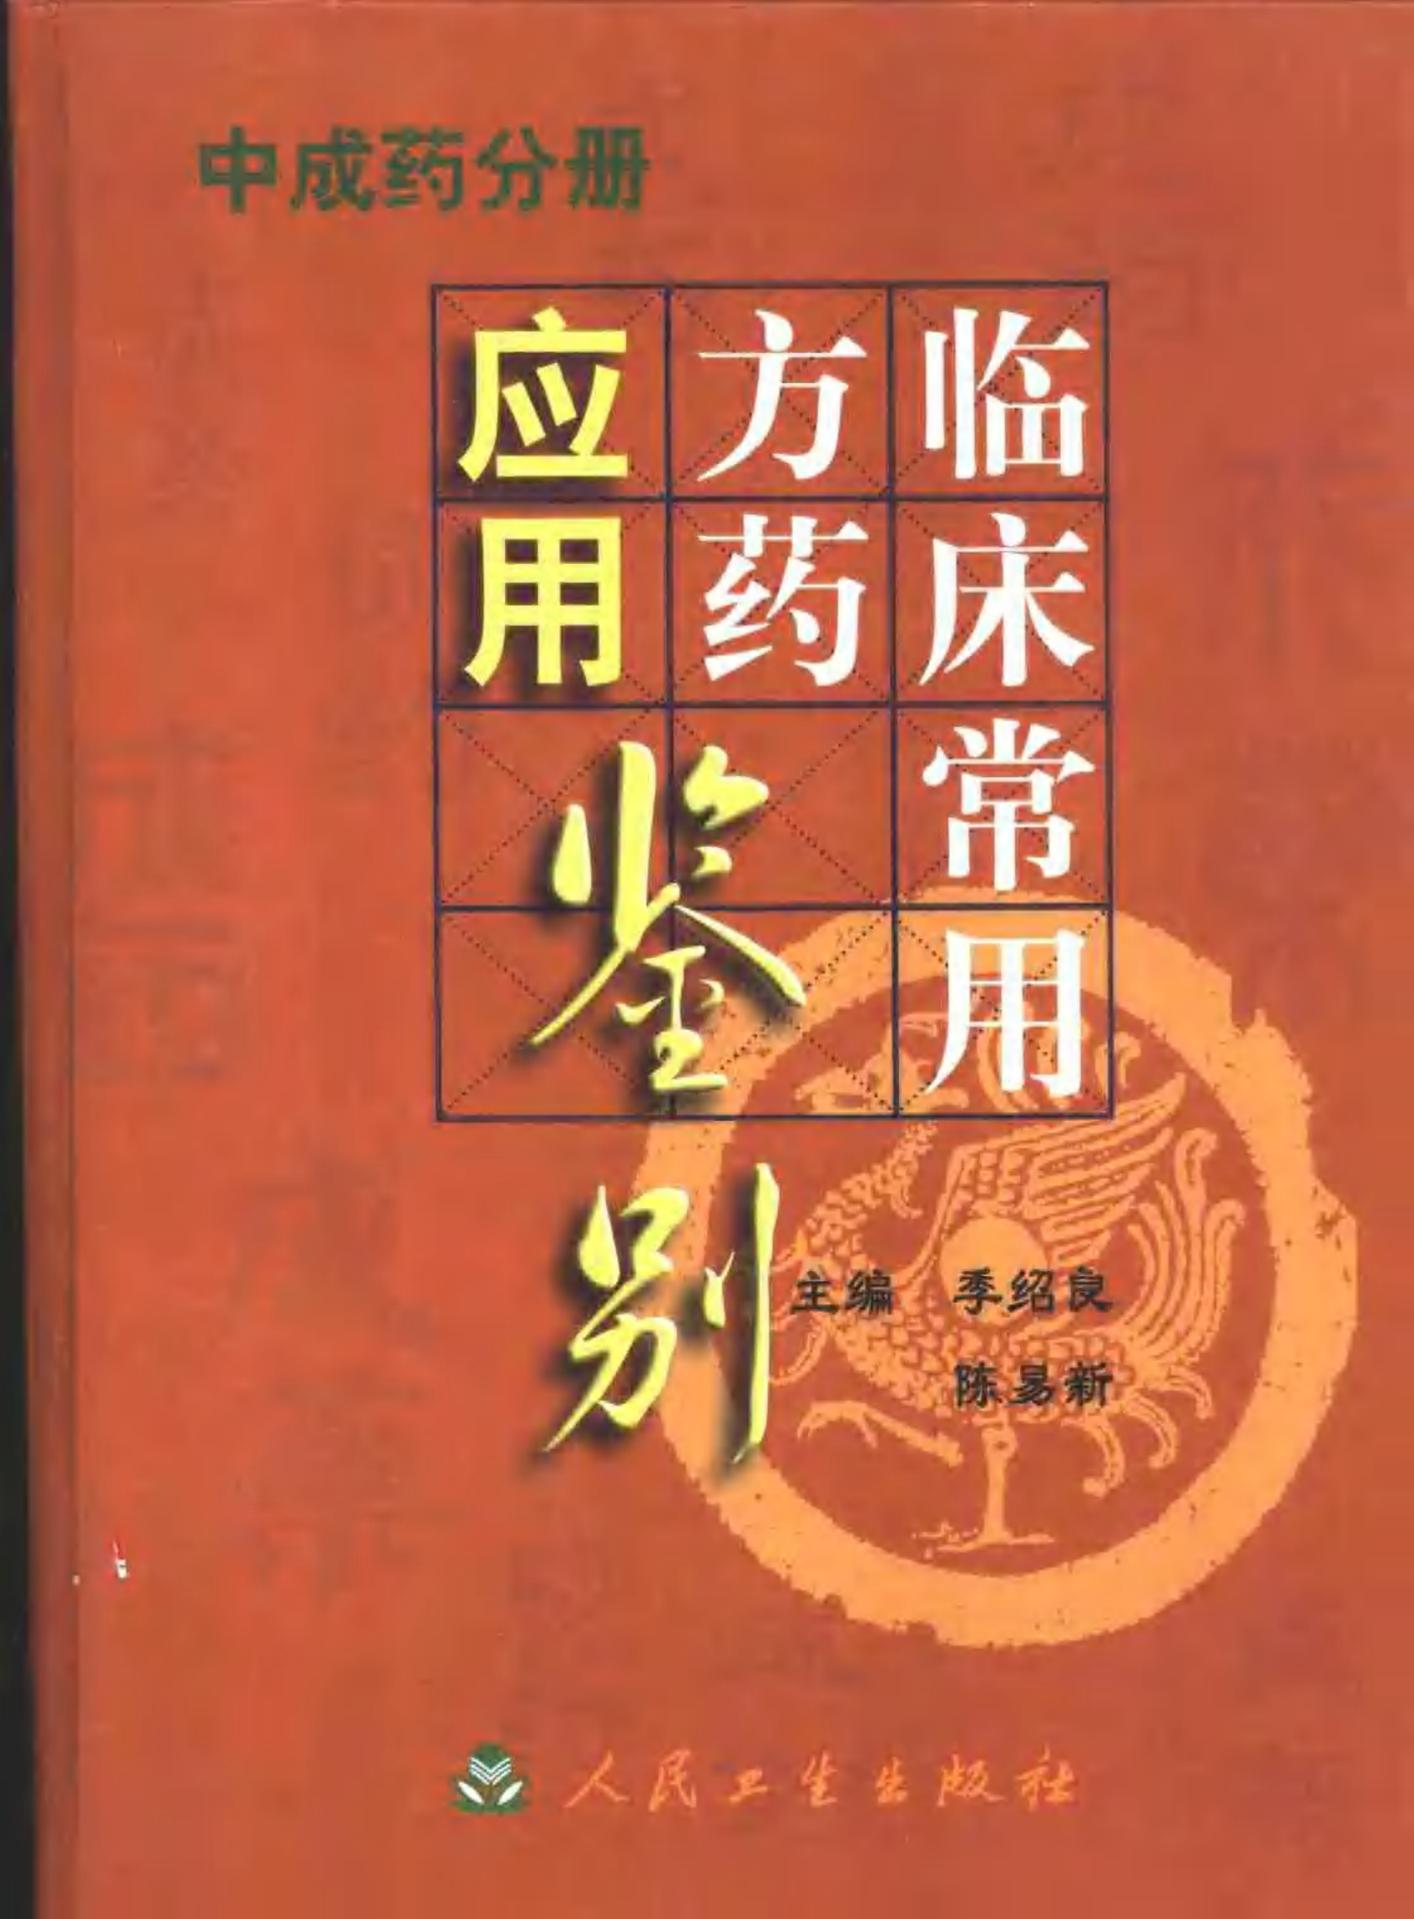 中成药分册
临床常用
方药
应用
鉴别
主编 季绍良
陈易新
人民卫生出版社